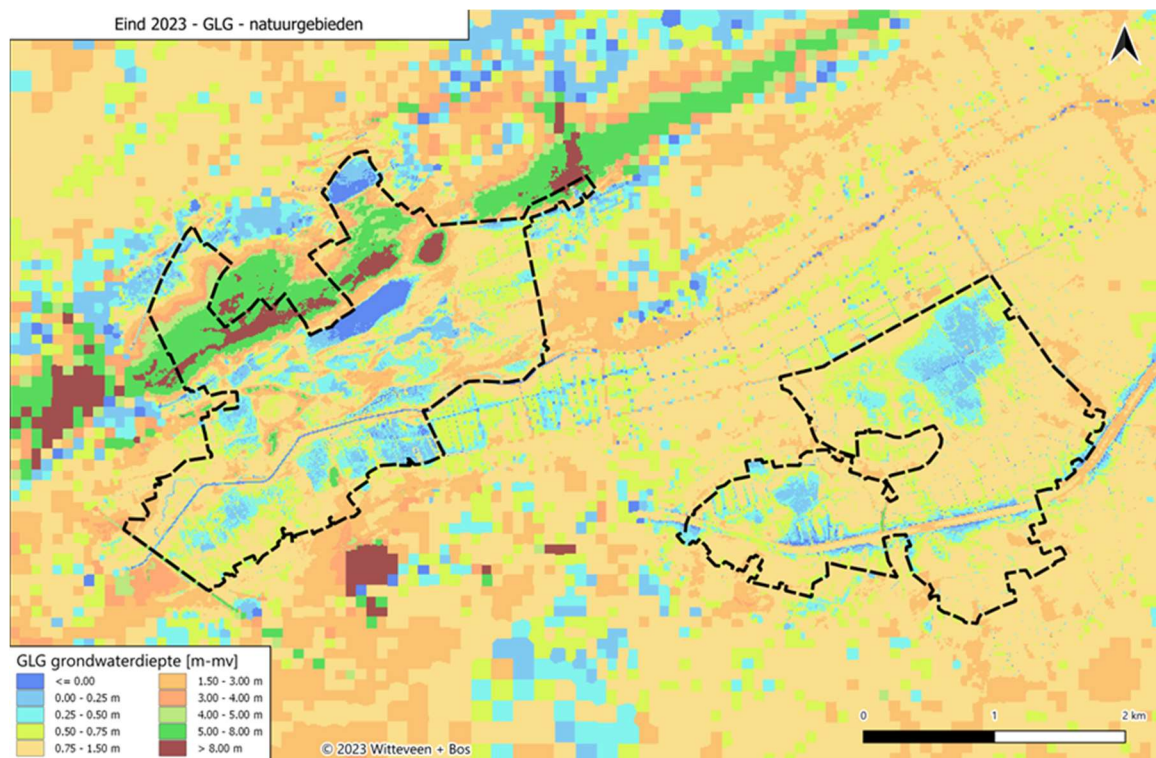 Eind 2023 - GLG - natuurgebieden
GLG grondwaterdiepte [m-mv]
<= 0.00
0.00 - 0.25 m
0.25 - 0.50 m
0.50 - 0.75 m
0.75 - 1.50 m
1.50 - 3.00 m
3.00 - 4.00 m
4.00 - 5.00 m
5.00 - 8.00 m
> 8.00 m
© 2023 Witteveen + Bos
0 1 2 km